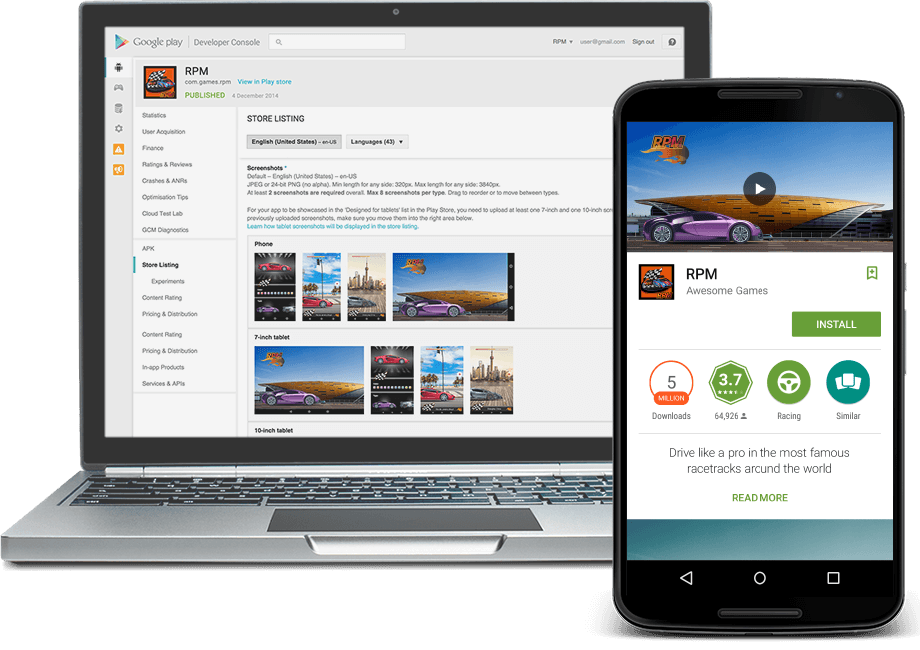 Google play
Developer Console
RPM
user@gmail.com
Sign out
RPM
com.games.rpm
View in Play store
PUBLISHED
4 December 2014
Statistics
User Acquisition
Finance
Ratings & Reviews
Crashes & ANRs
Optimisation Tips
Cloud Test Lab
GCM Diagnostics
APK
Store Listing
Experiments
Content Rating
Pricing & Distribution
Content Rating
Pricing & Distribution
In-app Products
Services & APIs
STORE LISTING
English (United States) – en-US
Languages (43)
Screenshots *
Default – English (United States) – en-US
JPEG or 24-bit PNG (no alpha). Min length for any side: 320px. Max length for any side: 3840px.
At least 2 screenshots are required overall. Max 8 screenshots per type. Drag to reorder or to move between types.
For your app to be showcased in the 'Designed for tablets' list in the Play Store, you need to upload at least one 7-inch and one 10-inch scre
previously uploaded screenshots, make sure you move them into the right area below.
Learn how tablet screenshots will be displayed in the store listing.
Phone
7-inch tablet
10-inch tablet
RPM
RPM
Awesome Games
INSTALL
5
MILLION
3.7
Downloads
64,926
Racing
Similar
Drive like a pro in the most famous
racetracks around the world
READ MORE